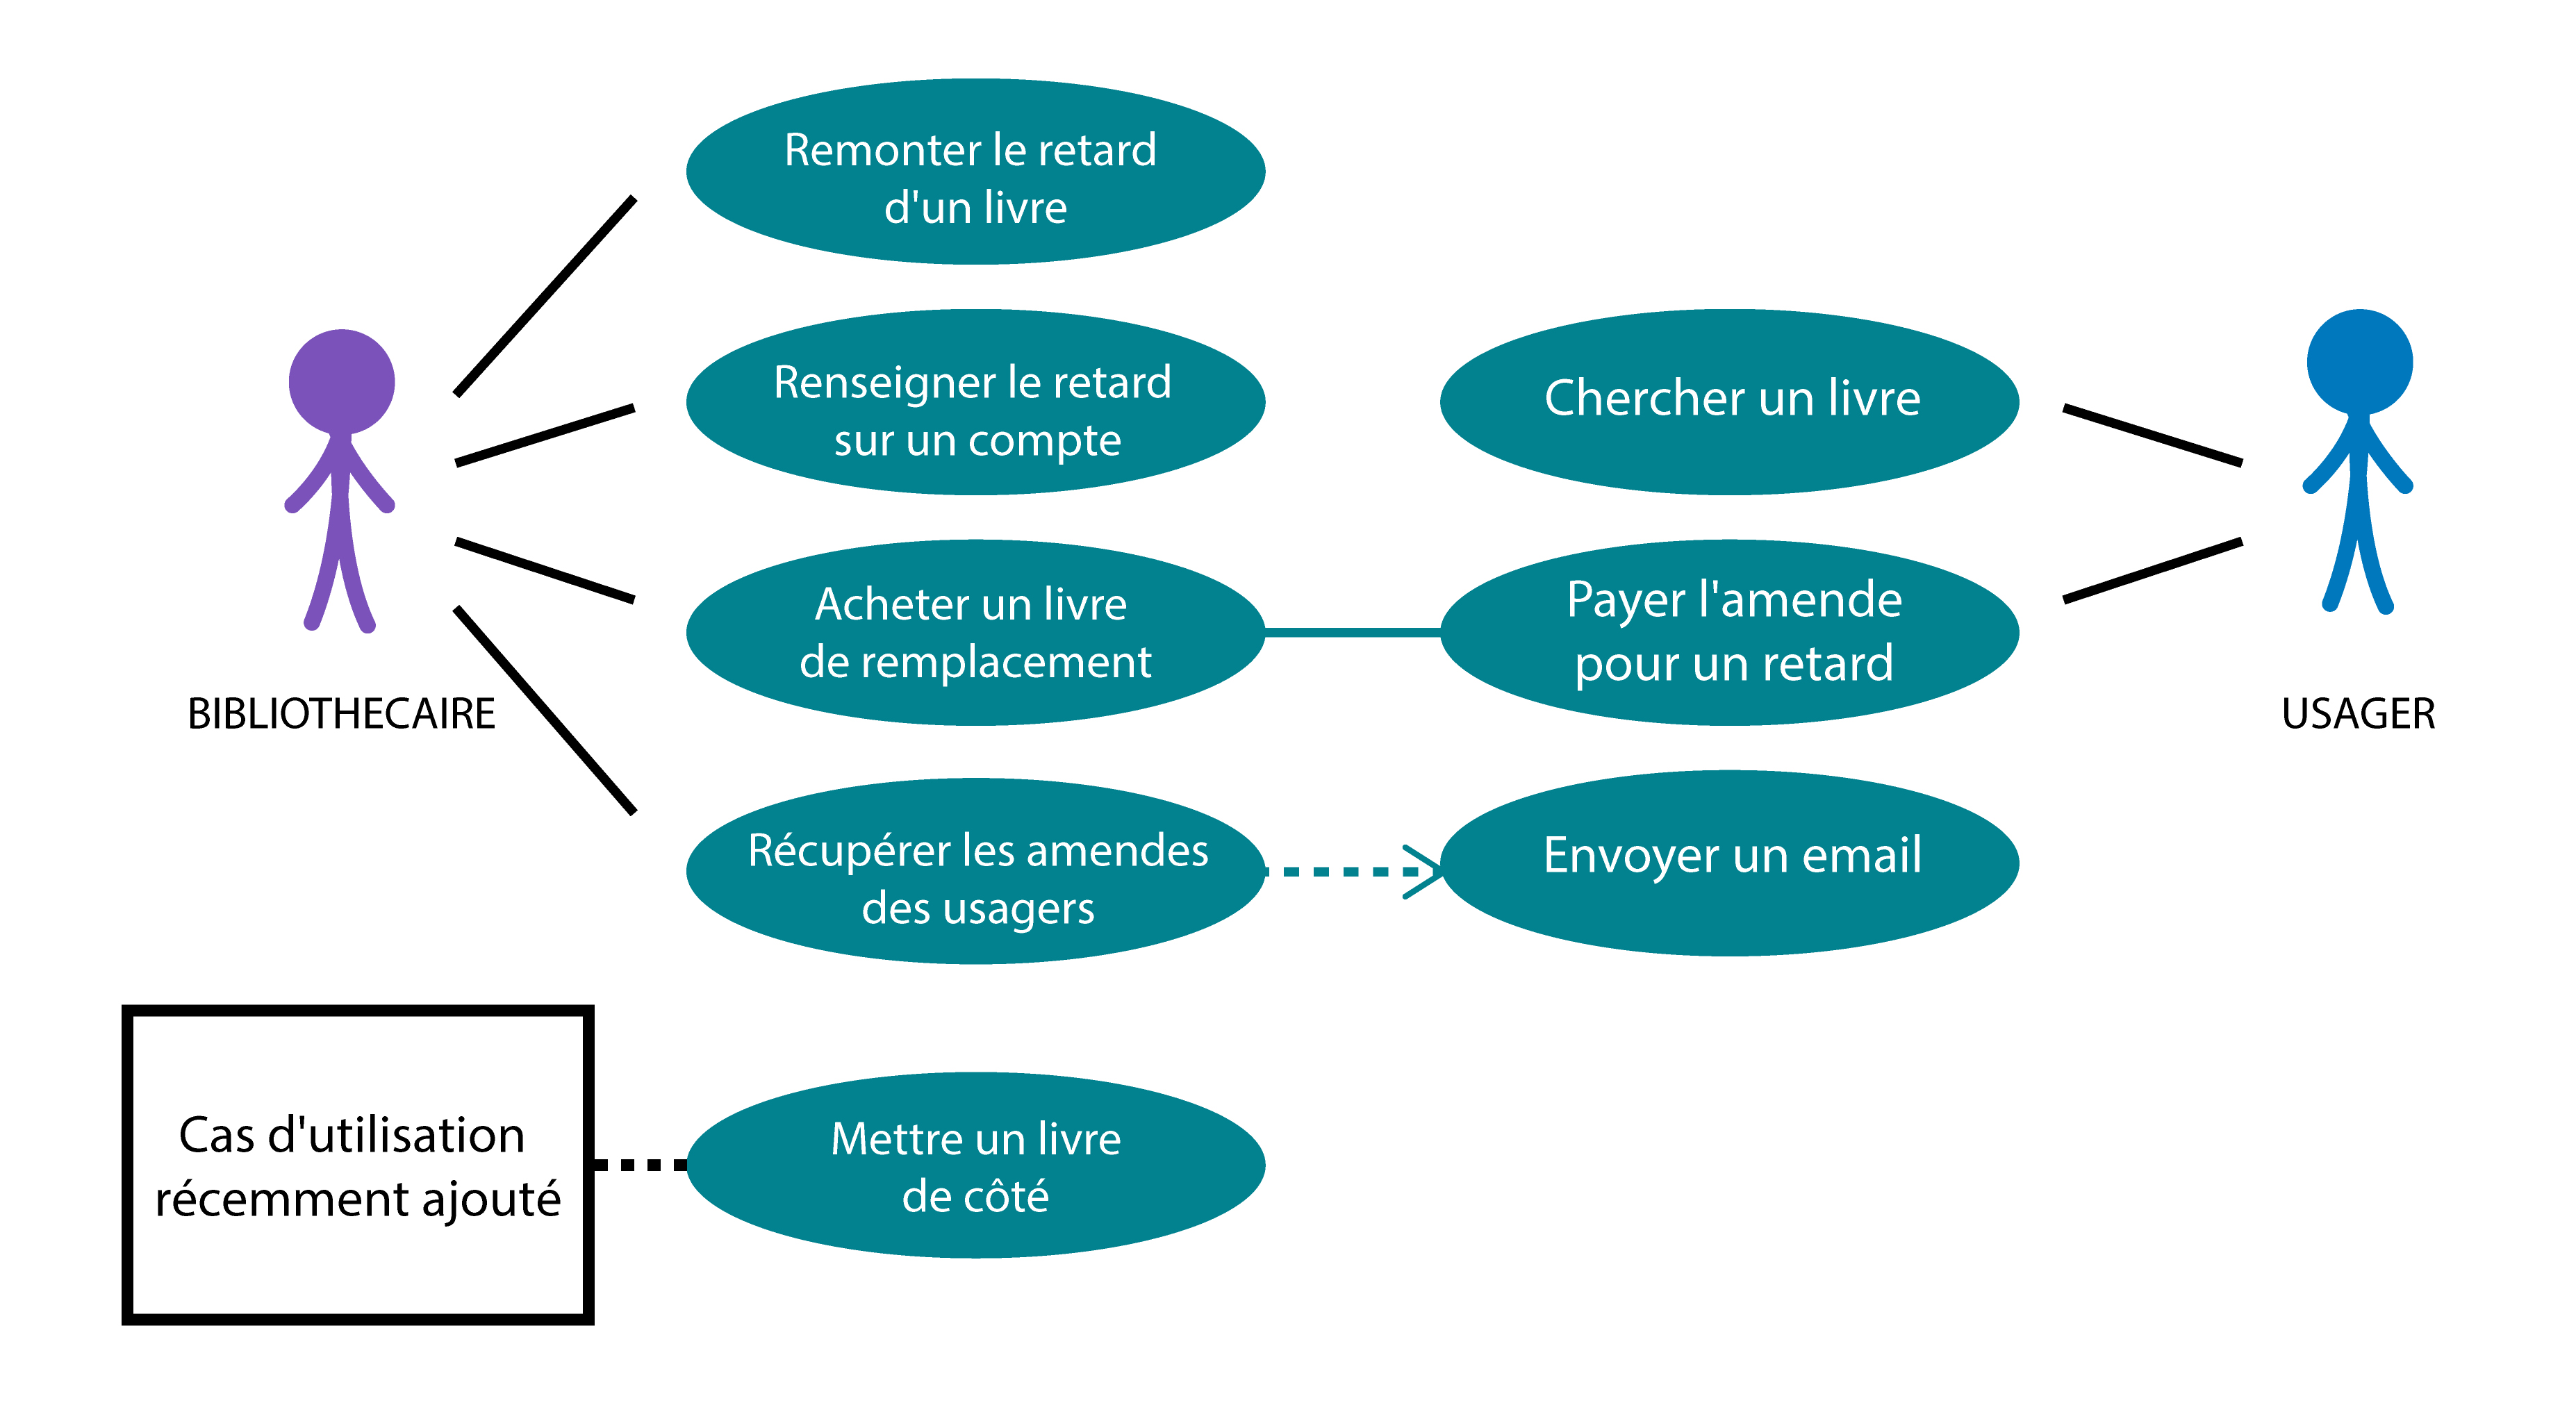 Remonter le retard
d'un livre
Renseigner le retard
sur un compte
Chercher un livre
Acheter un livre
de remplacement
Payer l'amende
pour un retard
BIBLIOTHECAIRE
USAGER
Récupérer les amendes
des usagers
Envoyer un email
Cas d'utilisation
récemment ajouté
Mettre un livre
de côté